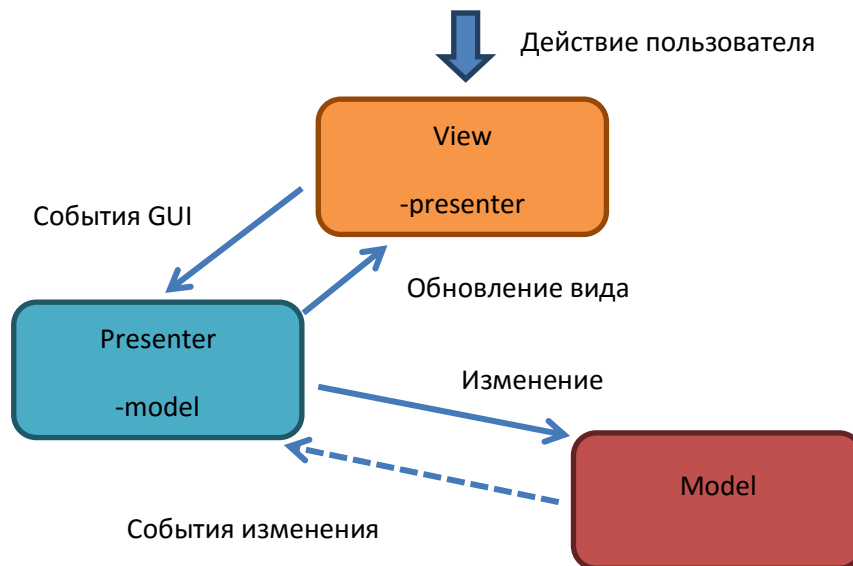 Действие пользователя
View
-presenter
События GUI
Обновление вида
Presenter
-model
Изменение
Model
События изменения